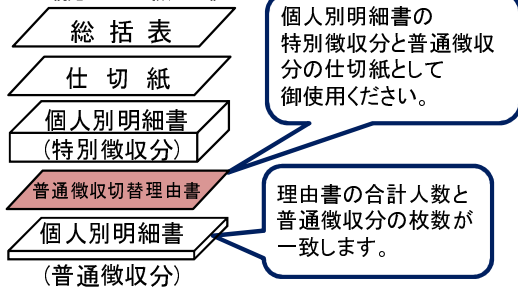 総括表
仕切紙
個人別明細書
(特別徴収分)
普通徴収切替理由書
個人別明細書
(普通徴収分)
個人別明細書の
特別徴収分と普通徴収
分の仕切紙として
御使用ください。
理由書の合計人数と
普通徴収分の枚数が
一致します。